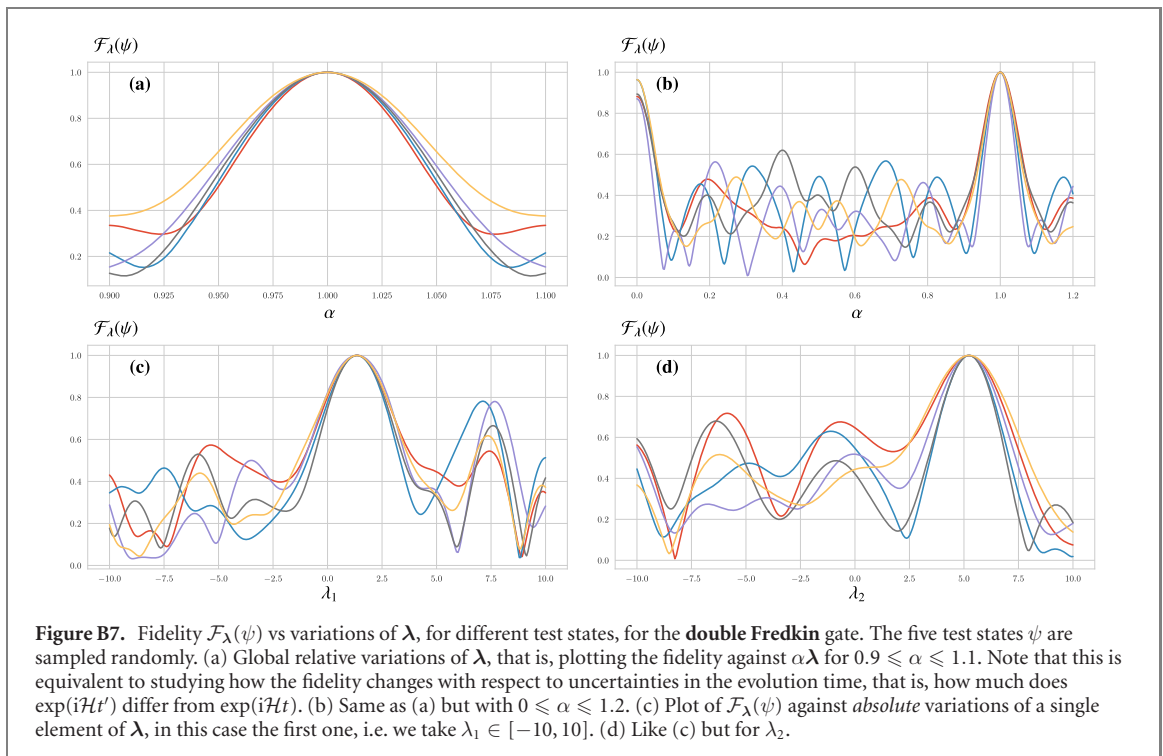 𝓕_λ(ψ)
(a)
1.0
0.8
0.6
0.4
0.2
0.900 0.925 0.950 0.975 1.000 1.025 1.050 1.075 1.100
α
𝓕_λ(ψ)
(b)
1.0
0.8
0.6
0.4
0.2
0.0
0.0 0.2 0.4 0.6 0.8 1.0 1.2
α
𝓕_λ(ψ)
(c)
1.0
0.8
0.6
0.4
0.2
0.0
−10.0 −7.5 −5.0 −2.5 0.0 2.5 5.0 7.5 10.0
λ₁
𝓕_λ(ψ)
(d)
1.0
0.8
0.6
0.4
0.2
0.0
−10.0 −7.5 −5.0 −2.5 0.0 2.5 5.0 7.5 10.0
λ₂
Figure B7. Fidelity 𝓕_λ(ψ) vs variations of λ, for different test states, for the double Fredkin gate. The five test states ψ are
sampled randomly. (a) Global relative variations of λ, that is, plotting the fidelity against αλ for 0.9 ⩽ α ⩽ 1.1. Note that this is
equivalent to studying how the fidelity changes with respect to uncertainties in the evolution time, that is, how much does
exp(iℋt′) differ from exp(iℋt). (b) Same as (a) but with 0 ⩽ α ⩽ 1.2. (c) Plot of 𝓕_λ(ψ) against absolute variations of a single
element of λ, in this case the first one, i.e. we take λ₁ ∈ [−10, 10]. (d) Like (c) but for λ₂.